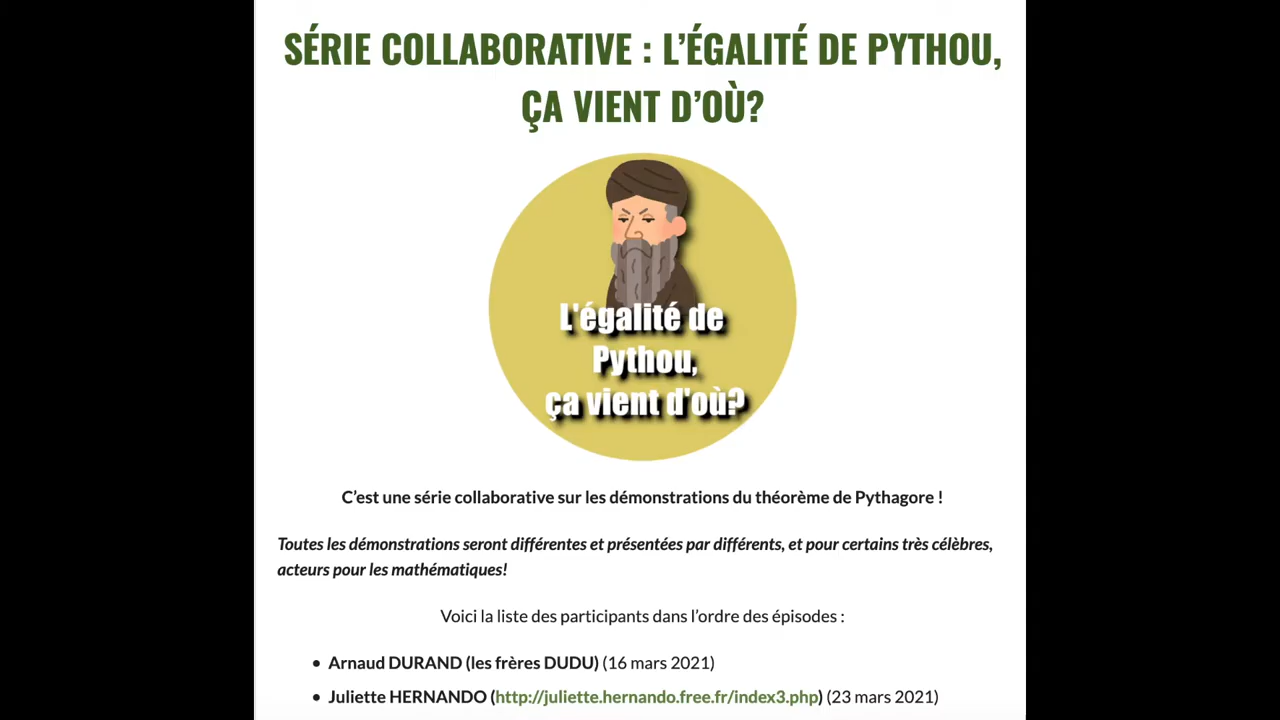 SÉRIE COLLABORATIVE : L’ÉGALITÉ DE PYTHOU,
ÇA VIENT D’OÙ?
L'égalité de
Pythou,
ça vient d'où?
C’est une série collaborative sur les démonstrations du théorème de Pythagore !
Toutes les démonstrations seront différentes et présentées par différents, et pour certains très célèbres,
acteurs pour les mathématiques!
Voici la liste des participants dans l’ordre des épisodes :
• Arnaud DURAND (les frères DUDU) (16 mars 2021)
• Juliette HERNANDO (http://juliette.hernando.free.fr/index3.php) (23 mars 2021)